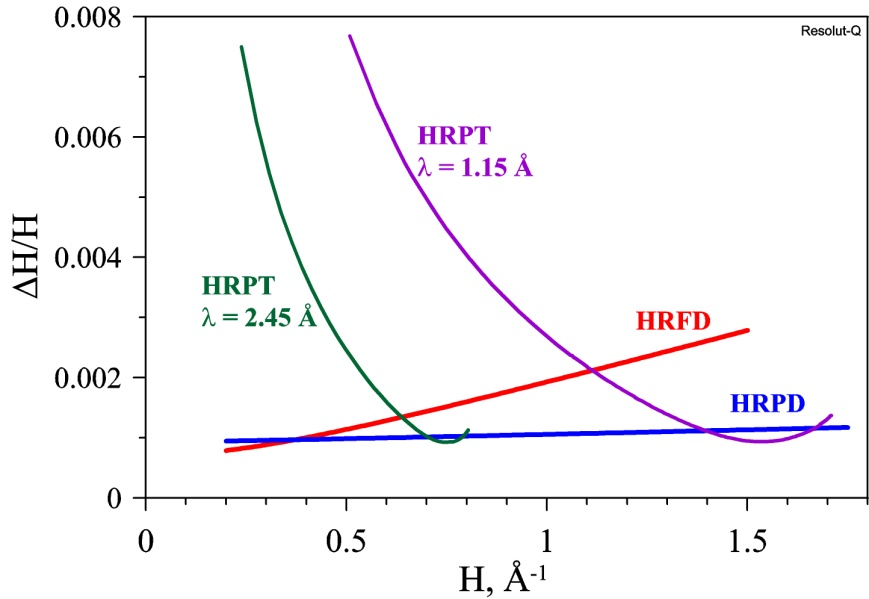 0.008
Resolut-Q
0.006
HRPT
λ = 1.15 Å
ΔH/H
0.004
HRPT
λ = 2.45 Å
HRFD
0.002
HRPD
0
0
0.5
1
1.5
H, Å-1